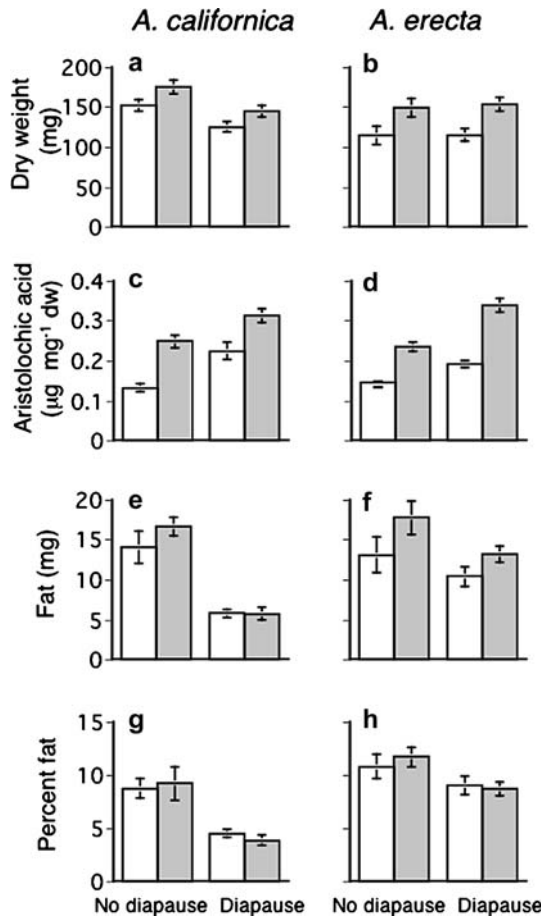 A. californica A. erecta
a b
200
150
100
50
0
Dry weight
(mg)
c d
0.4
0.3
0.2
0.1
0
Aristolochic acid
(µg mg⁻¹ dw)
e f
20
15
10
5
0
Fat (mg)
g h
15
10
5
0
Percent fat
No diapause Diapause No diapause Diapause